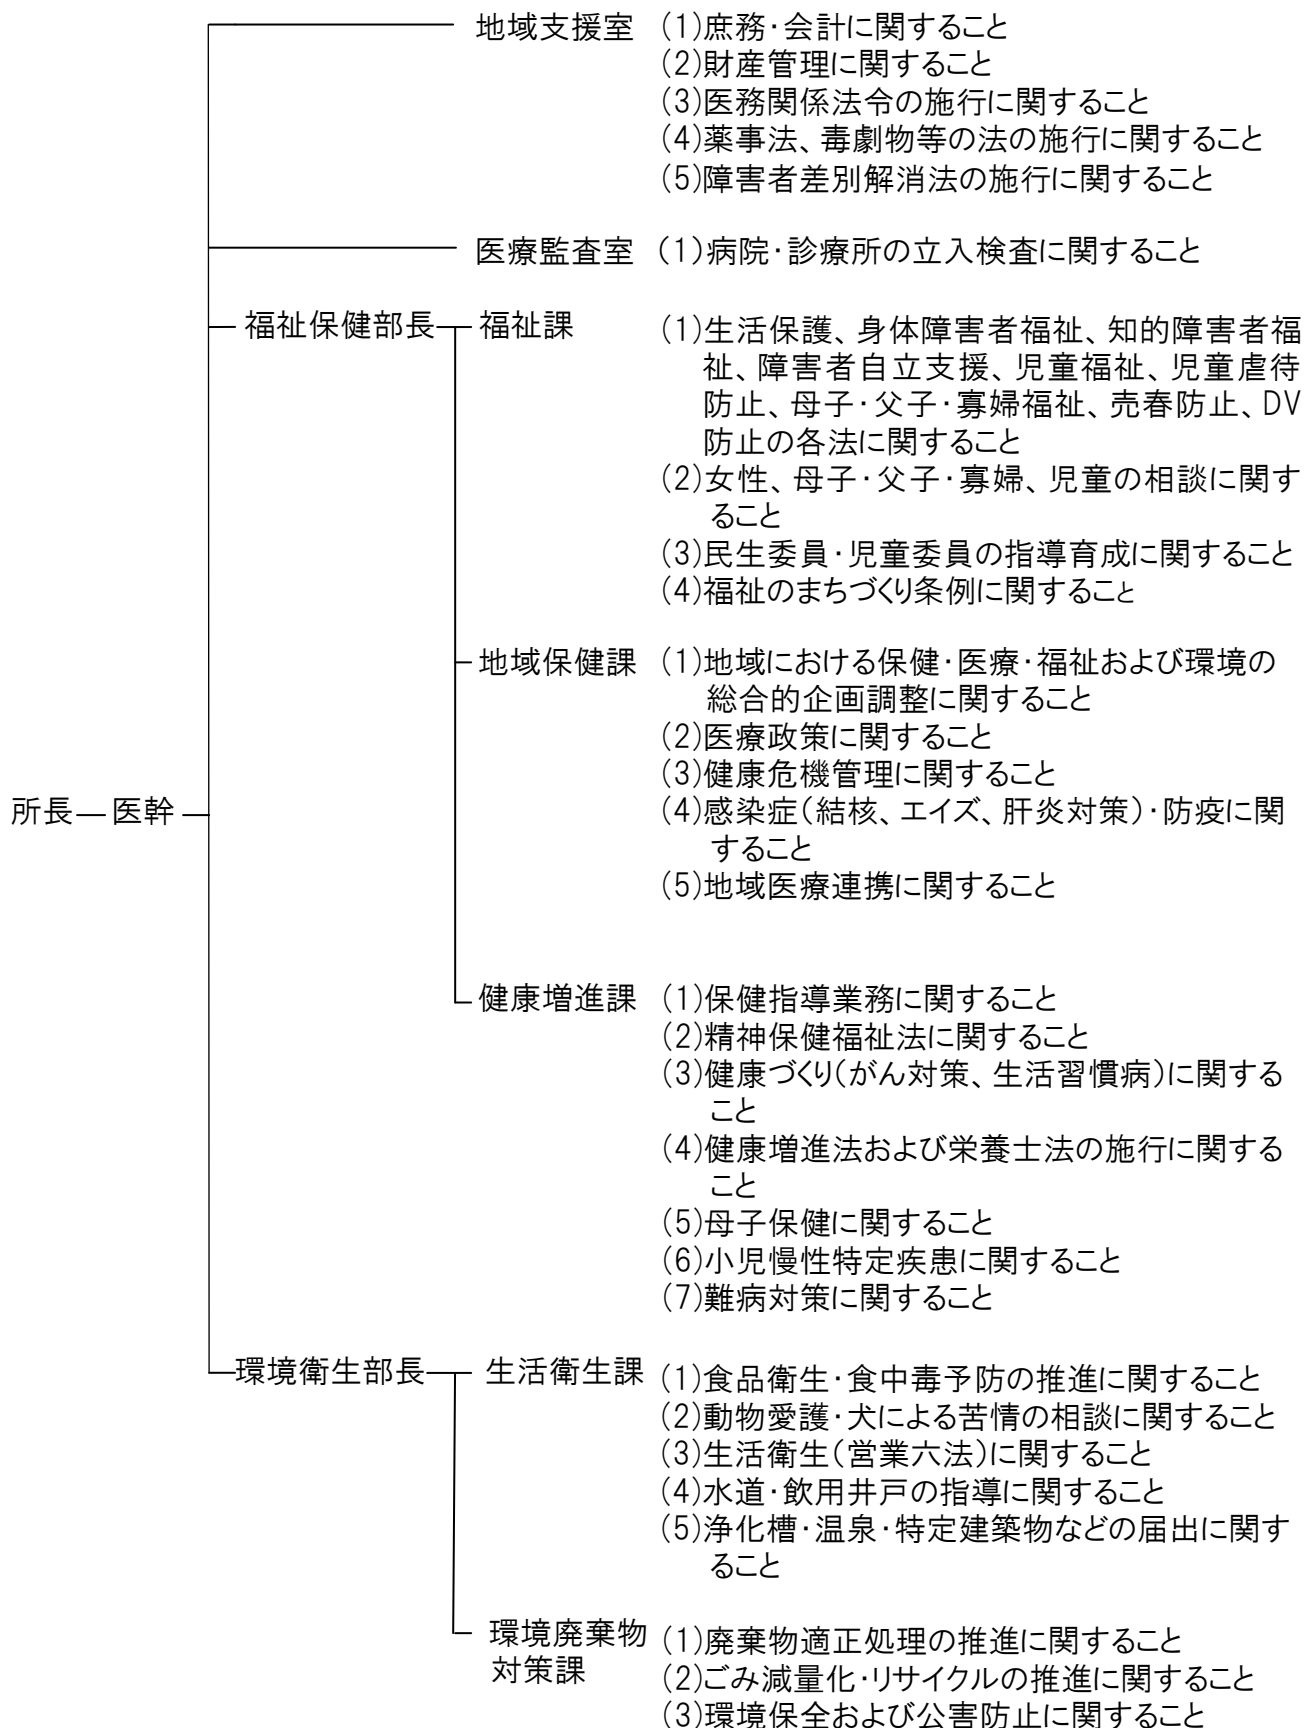 地域支援室 (1)庶務・会計に関すること
(2)財産管理に関すること
(3)医務関係法令の施行に関すること
(4)薬事法、毒劇物等の法の施行に関すること
(5)障害者差別解消法の施行に関すること
医療監査室 (1)病院・診療所の立入検査に関すること
福祉保健部長 福祉課 (1)生活保護、身体障害者福祉、知的障害者福
祉、障害者自立支援、児童福祉、児童虐待
防止、母子・父子・寡婦福祉、売春防止、DV
防止の各法に関すること
(2)女性、母子・父子・寡婦、児童の相談に関す
ること
(3)民生委員・児童委員の指導育成に関すること
(4)福祉のまちづくり条例に関すること
地域保健課 (1)地域における保健・医療・福祉および環境の
総合的企画調整に関すること
(2)医療政策に関すること
(3)健康危機管理に関すること
所長 医幹 (4)感染症(結核、エイズ、肝炎対策)・防疫に関
すること
(5)地域医療連携に関すること
健康増進課 (1)保健指導業務に関すること
(2)精神保健福祉法に関すること
(3)健康づくり(がん対策、生活習慣病)に関する
こと
(4)健康増進法および栄養士法の施行に関する
こと
(5)母子保健に関すること
(6)小児慢性特定疾患に関すること
(7)難病対策に関すること
環境衛生部長 生活衛生課 (1)食品衛生・食中毒予防の推進に関すること
(2)動物愛護・犬による苦情の相談に関すること
(3)生活衛生(営業六法)に関すること
(4)水道・飲用井戸の指導に関すること
(5)浄化槽・温泉・特定建築物などの届出に関す
ること
環境廃棄物 (1)廃棄物適正処理の推進に関すること
対策課 (2)ごみ減量化・リサイクルの推進に関すること
(3)環境保全および公害防止に関すること